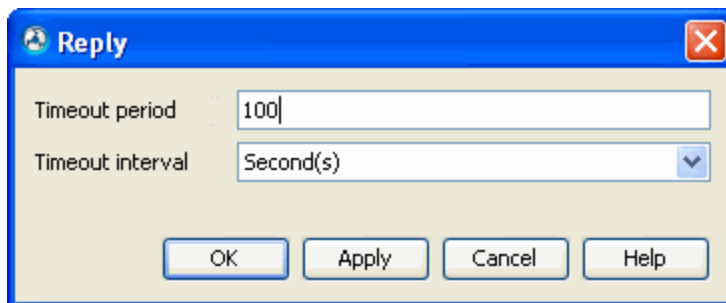 Reply
Timeout period 100
Timeout interval Second(s)
OK Apply Cancel Help